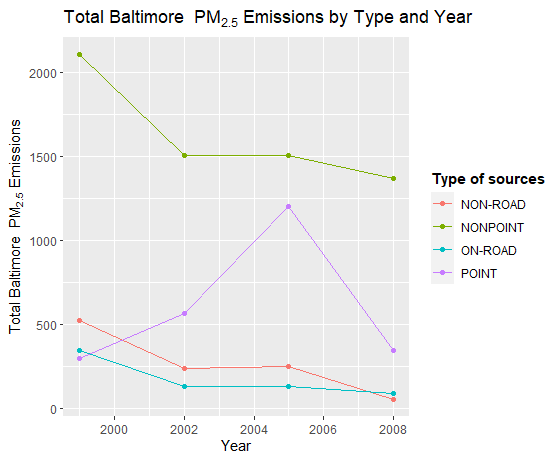 Total Baltimore PM2.5 Emissions by Type and Year
Total Baltimore PM2.5 Emissions
2000
1500
1000
500
0
2000 2002 2004 2006 2008
Year
Type of sources
NON-ROAD
NONPOINT
ON-ROAD
POINT